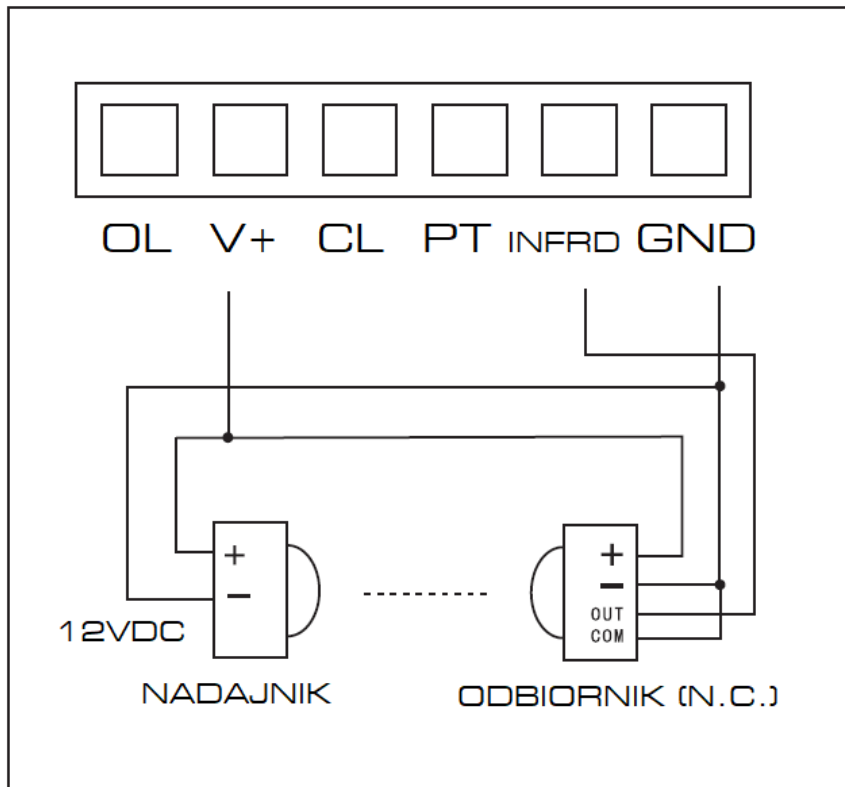 OL V+ CL PT INFRD GND
+ +
− −
OUT
12VDC COM
NADAJNIK ODBIORNIK (N.C.)